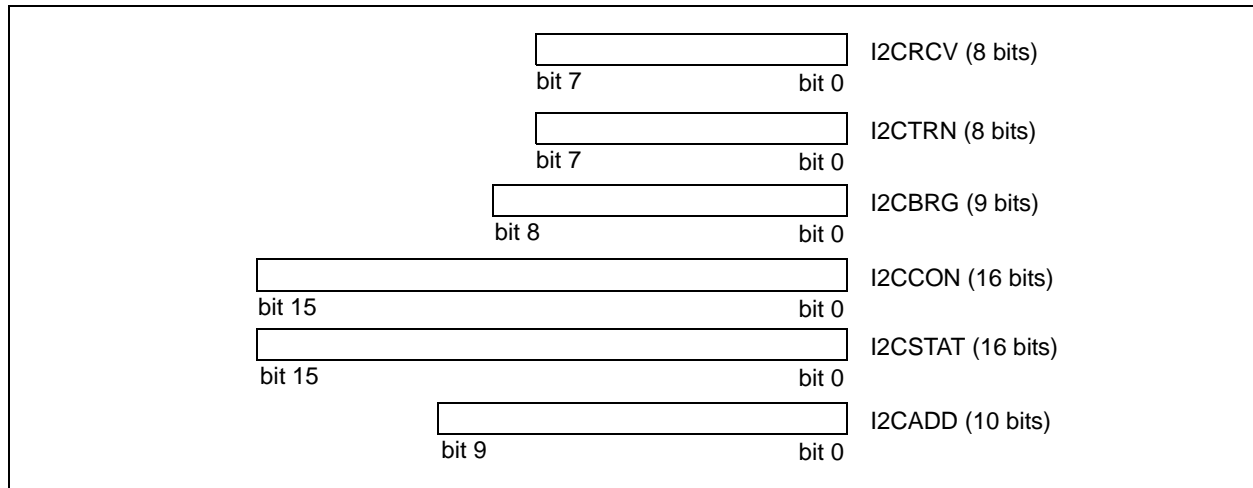 I2CRCV (8 bits)
bit 7 bit 0
I2CTRN (8 bits)
bit 7 bit 0
I2CBRG (9 bits)
bit 8 bit 0
I2CCON (16 bits)
bit 15 bit 0
I2CSTAT (16 bits)
bit 15 bit 0
I2CADD (10 bits)
bit 9 bit 0